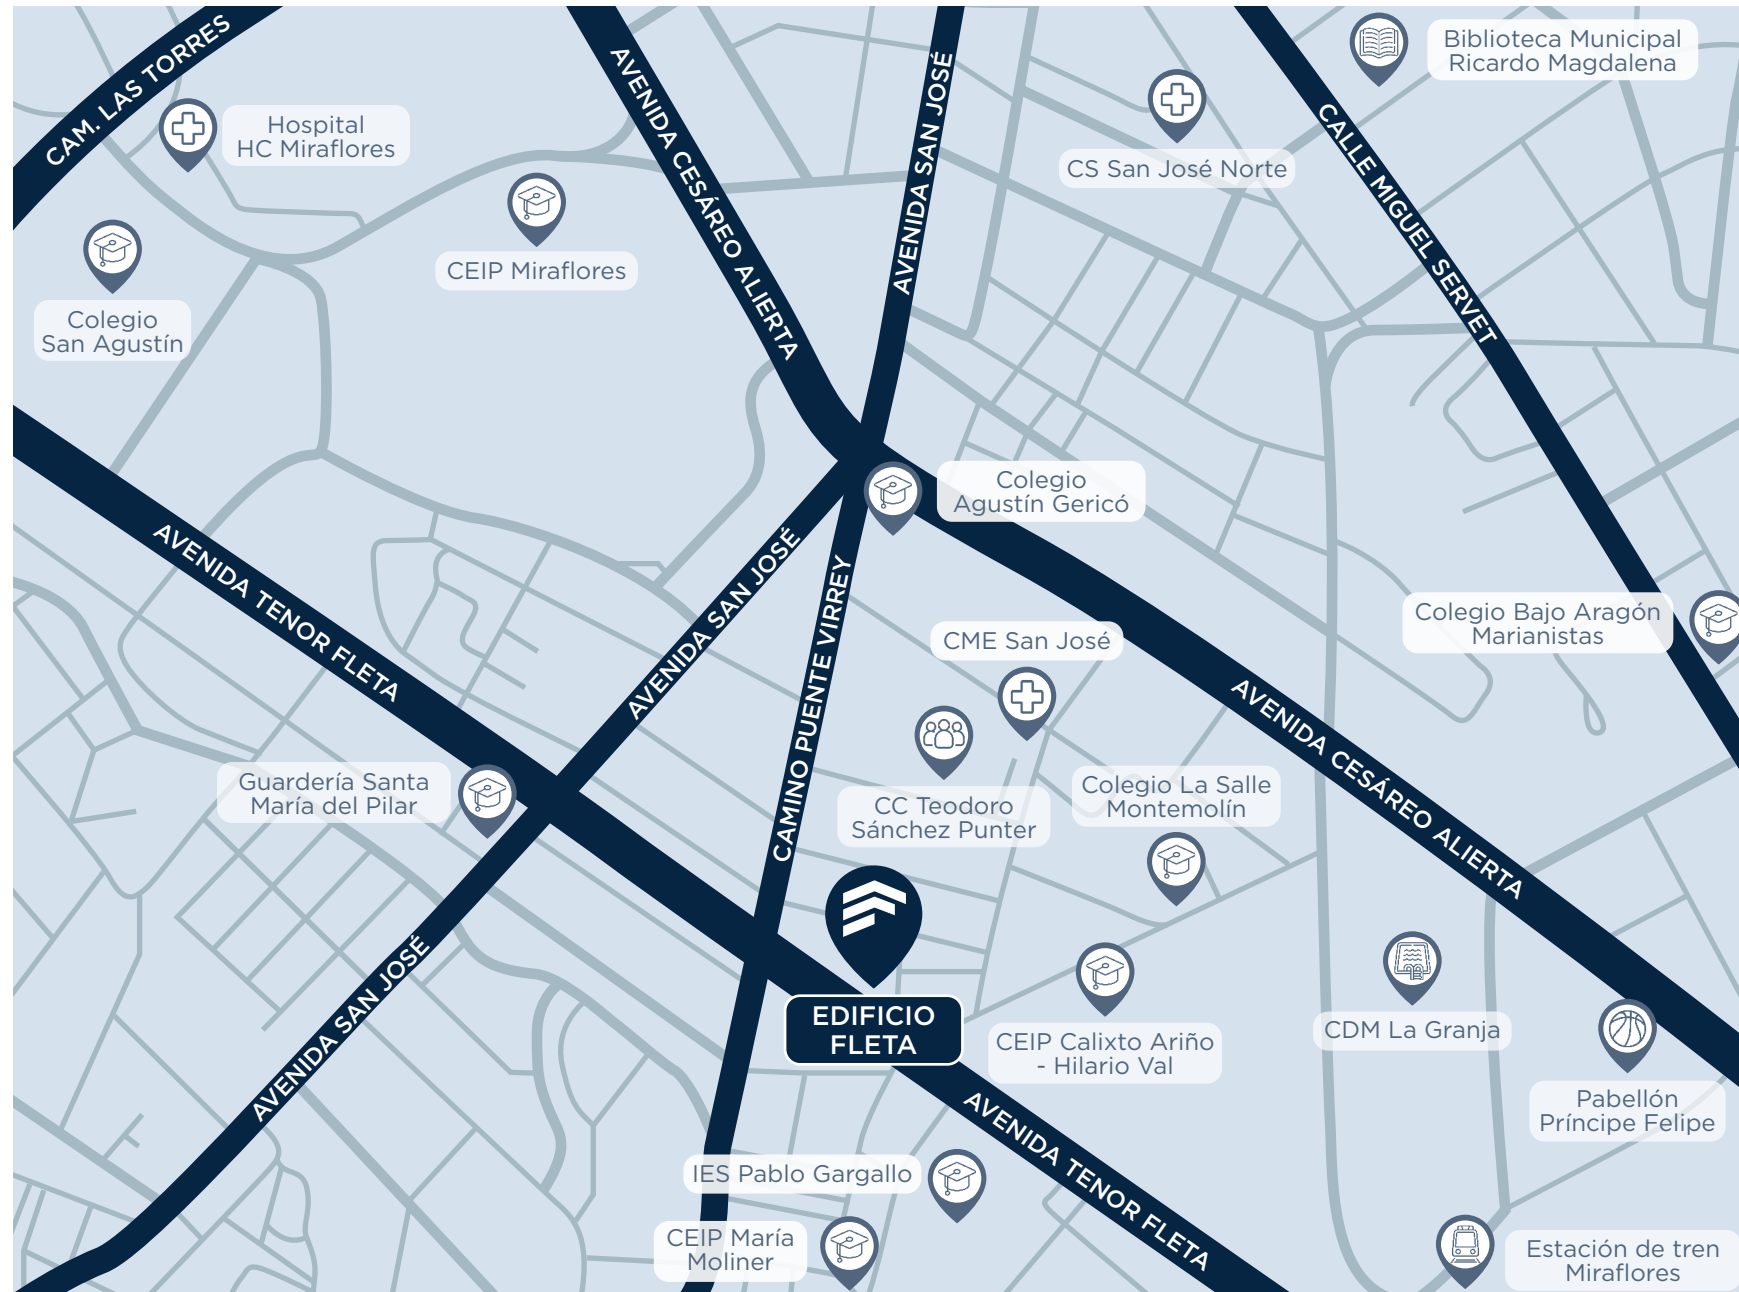 CAM. LAS TORRES
AVENIDA CESÁREO ALIERTA
AVENIDA SAN JOSÉ
CALLE MIGUEL SERVET
Biblioteca Municipal
Ricardo Magdalena
Hospital
HC Miraflores
CS San José Norte
CEIP Miraflores
Colegio
San Agustín
Colegio
Agustín Gericó
AVENIDA TENOR FLETA
AVENIDA SAN JOSÉ
CAMINO PUENTE VIRREY
CME San José
Colegio Bajo Aragón
Marianistas
AVENIDA CESÁREO ALIERTA
Guardería Santa
María del Pilar
CC Teodoro
Sánchez Punter
Colegio La Salle
Montemolín
AVENIDA SAN JOSÉ
EDIFICIO
FLETA
CEIP Calixto Ariño
- Hilario Val
CDM La Granja
Pabellón
Príncipe Felipe
AVENIDA TENOR FLETA
IES Pablo Gargallo
CEIP María
Moliner
Estación de tren
Miraflores